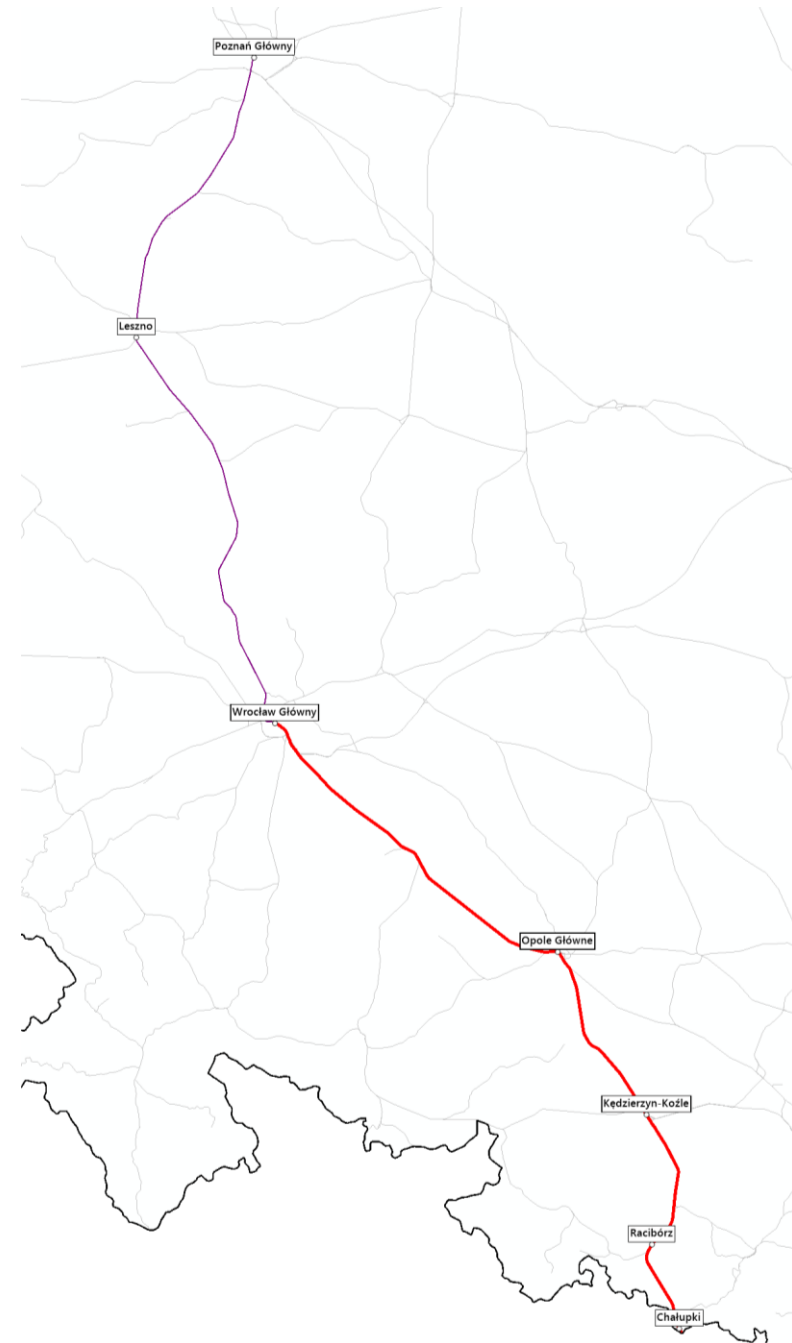 Poznań Główny
Leszno
Wrocław Główny
Opole Główne
Kędzierzyn-Koźle
Racibórz
Chałupki